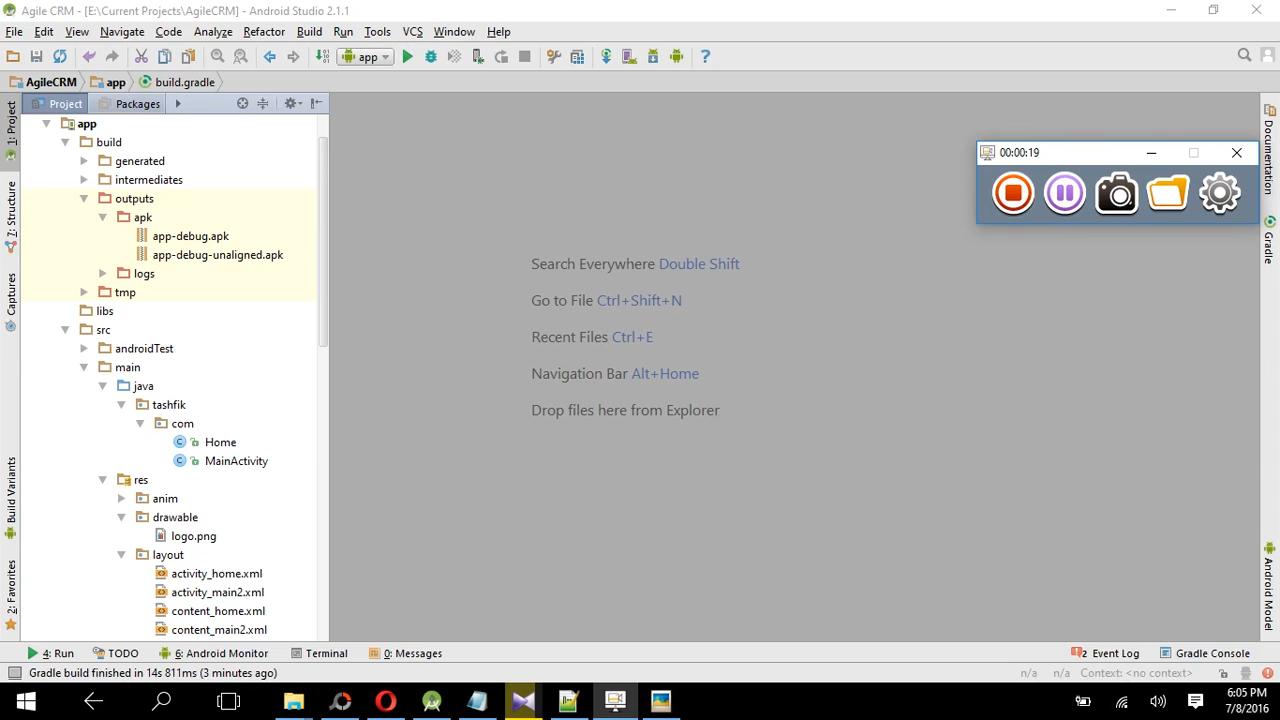 Agile CRM - [E:\Current Projects\AgileCRM] - Android Studio 2.1.1
File Edit View Navigate Code Analyze Refactor Build Run Tools VCS Window Help
app
AgileCRM app build.gradle
1: Project
7: Structure
Captures
Build Variants
2: Favorites
Project Packages
app
build
generated
intermediates
outputs
apk
app-debug.apk
app-debug-unaligned.apk
logs
tmp
libs
src
androidTest
main
java
tashfik
com
Home
MainActivity
res
anim
drawable
logo.png
layout
activity_home.xml
activity_main2.xml
content_home.xml
content_main2.xml
Search Everywhere Double Shift
Go to File Ctrl+Shift+N
Recent Files Ctrl+E
Navigation Bar Alt+Home
Drop files here from Explorer
00:00:19
Documentation
Gradle
Android Model
4: Run TODO 6: Android Monitor Terminal 0: Messages 2 Event Log Gradle Console
Gradle build finished in 14s 811ms (3 minutes ago) n/a n/a Context: <no context>
6:05 PM
7/8/2016